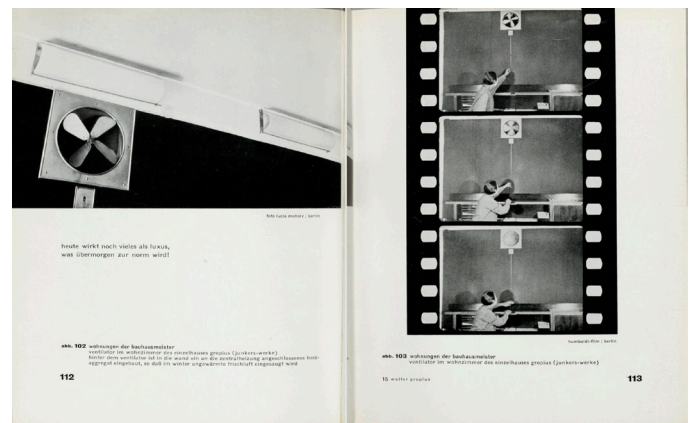 foto lucia moholy / berlin
heute wirkt noch vieles als luxus,
was übermorgen zur norm wird!
abb. 102 wohnungen der bauhausmeister
ventilator im wohnzimmer des einzelhauses gropius (junkers-werke)
hinter dem ventilator ist in die wand ein an die zentralheizung angeschlossenes heiz-
aggregat eingebaut, so daß im winter angewärmte frischluft eingesaugt wird
112
humboldt-film / berlin
abb. 103 wohnungen der bauhausmeister
ventilator im wohnzimmer des einzelhauses gropius (junkers-werke)
15 walter gropius
113